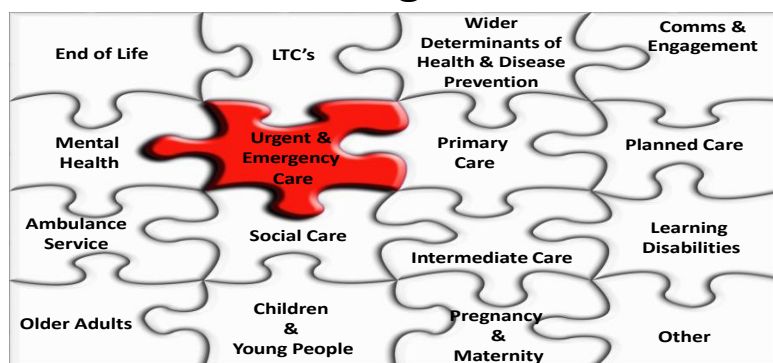 End of Life
LTC's
Wider
Determinants of
Health & Disease
Prevention
Comms &
Engagement
Mental
Health
Urgent &
Emergency
Care
Primary
Care
Planned Care
Ambulance
Service
Social Care
Intermediate Care
Learning
Disabilities
Older Adults
Children
&
Young People
Pregnancy
&
Maternity
Other